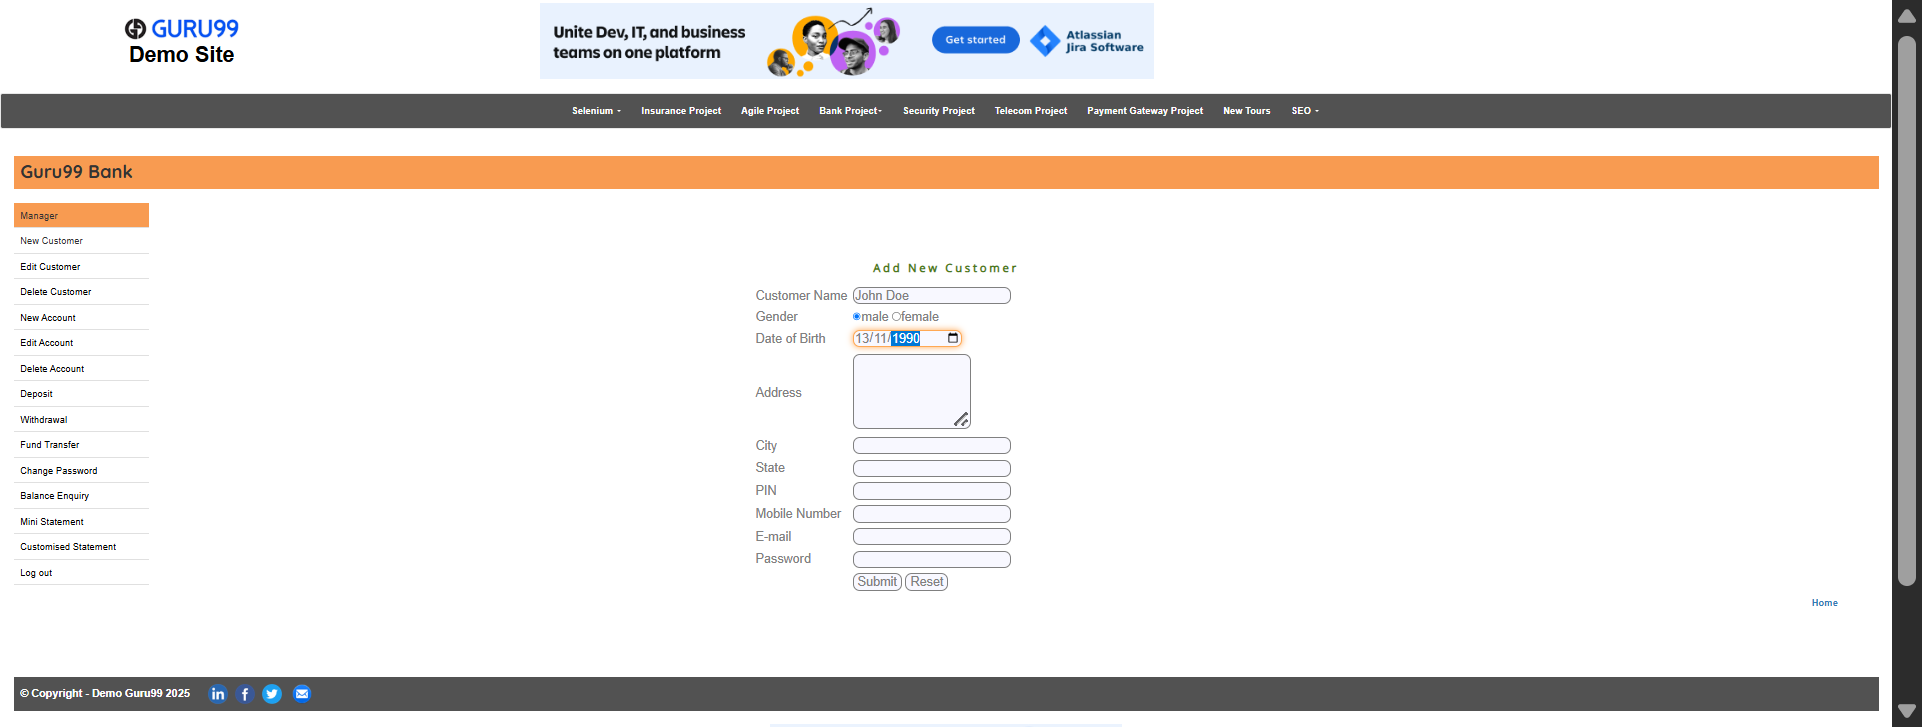 GURU99
Demo Site
Unite Dev, IT, and business
teams on one platform
Get started
Atlassian
Jira Software
Selenium Insurance Project Agile Project Bank Project Security Project Telecom Project Payment Gateway Project New Tours SEO
Guru99 Bank
Manager
New Customer
Edit Customer
Delete Customer
New Account
Edit Account
Delete Account
Deposit
Withdrawal
Fund Transfer
Change Password
Balance Enquiry
Mini Statement
Customised Statement
Log out
Add New Customer
Customer Name John Doe
Gender male female
Date of Birth 13/11/1990
Address
City
State
PIN
Mobile Number
E-mail
Password
Submit Reset
Home
© Copyright - Demo Guru99 2025 in f